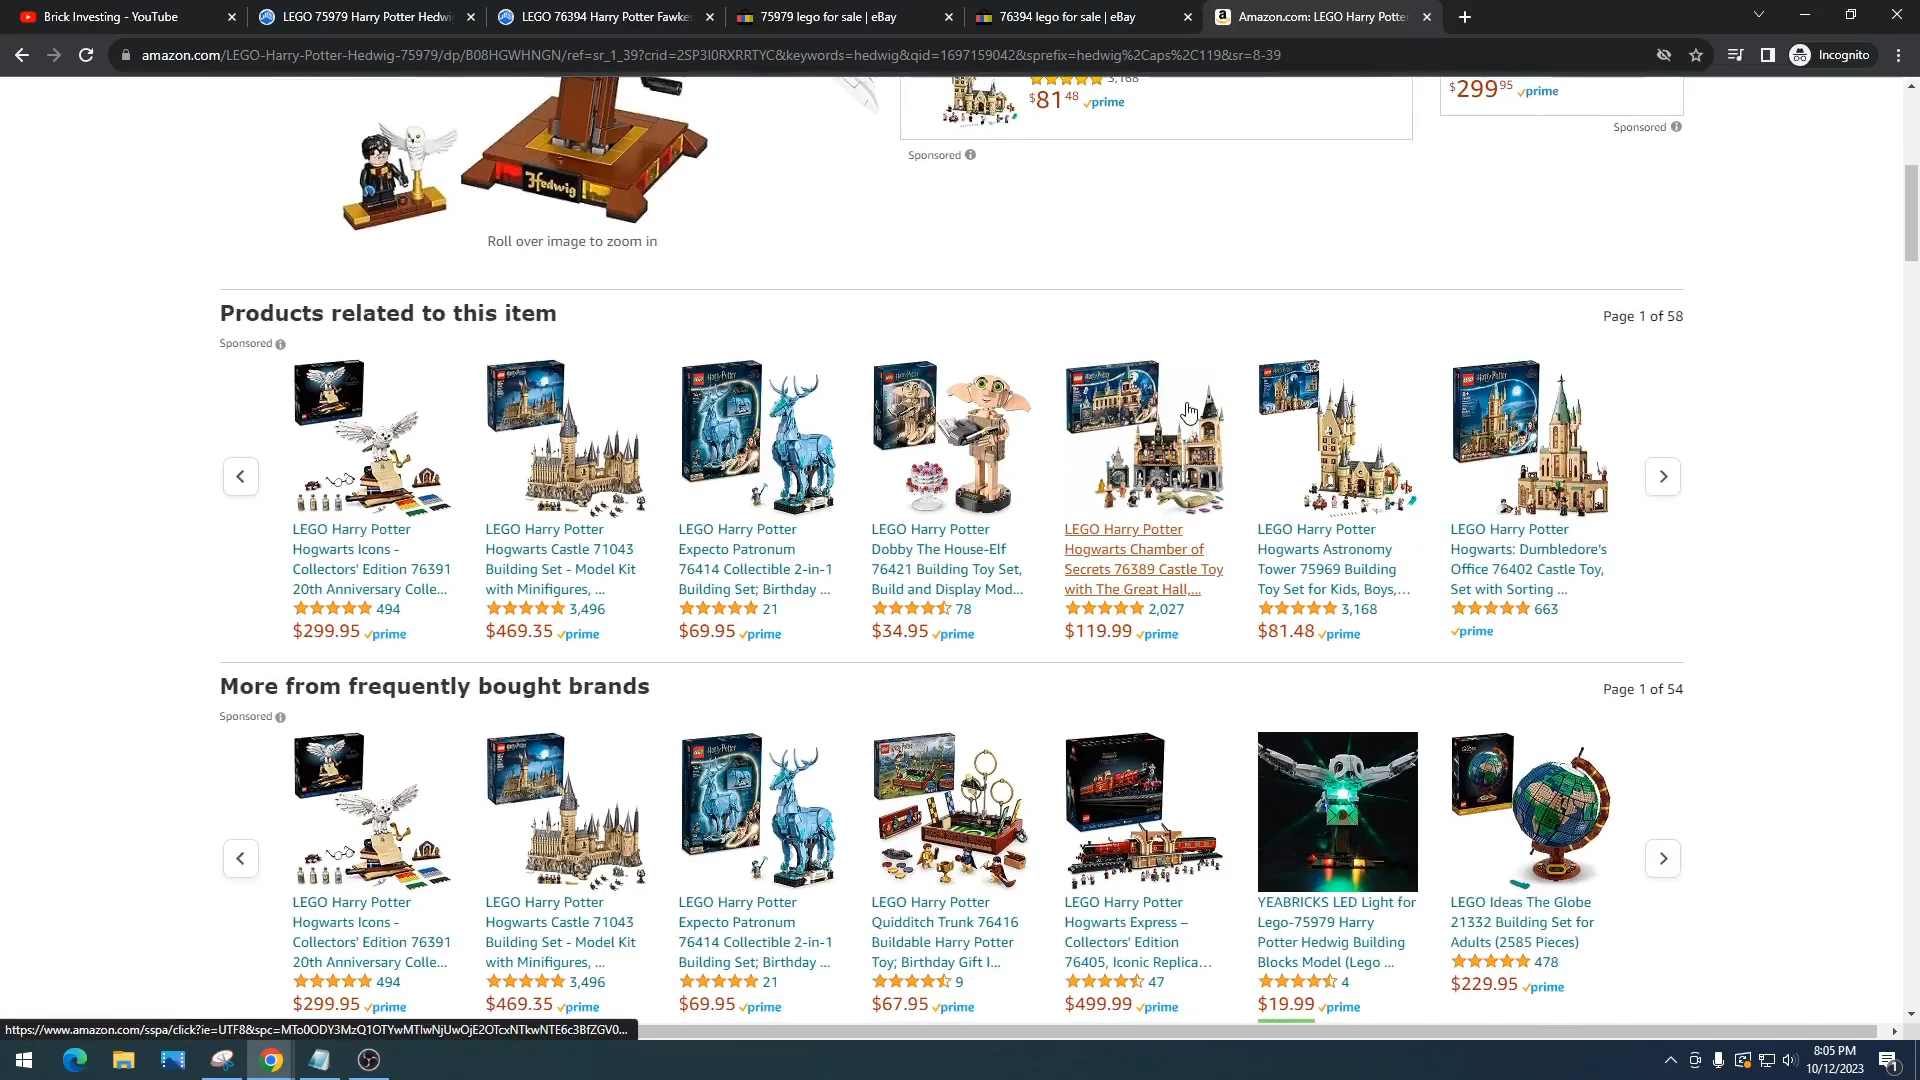 Brick Investing - YouTube
LEGO 75979 Harry Potter Hedwi
LEGO 76394 Harry Potter Fawke
75979 lego for sale | eBay
76394 lego for sale | eBay
Amazon.com: LEGO Harry Potter
amazon.com/LEGO-Harry-Potter-Hedwig-75979/dp/B08HGWHNGN/ref=sr_1_39?crid=2SP3I0RXRRTYC&keywords=hedwig&qid=1697159042&sprefix=hedwig%2Caps%2C119&sr=8-39
Incognito
3,168
$81.48 prime
$299.95 prime
Sponsored
Sponsored
Hedwig
Roll over image to zoom in
Products related to this item
Page 1 of 58
Sponsored
LEGO Harry Potter
Hogwarts Icons -
Collectors' Edition 76391
20th Anniversary Colle...
494
$299.95 prime
LEGO Harry Potter
Hogwarts Castle 71043
Building Set - Model Kit
with Minifigures, ...
3,496
$469.35 prime
LEGO Harry Potter
Expecto Patronum
76414 Collectible 2-in-1
Building Set; Birthday ...
21
$69.95 prime
LEGO Harry Potter
Dobby The House-Elf
76421 Building Toy Set,
Build and Display Mod...
78
$34.95 prime
LEGO Harry Potter
Hogwarts Chamber of
Secrets 76389 Castle Toy
with The Great Hall,...
2,027
$119.99 prime
LEGO Harry Potter
Hogwarts Astronomy
Tower 75969 Building
Toy Set for Kids, Boys,...
3,168
$81.48 prime
LEGO Harry Potter
Hogwarts: Dumbledore's
Office 76402 Castle Toy,
Set with Sorting ...
663
prime
More from frequently bought brands
Page 1 of 54
Sponsored
LEGO Harry Potter
Hogwarts Icons -
Collectors' Edition 76391
20th Anniversary Colle...
494
$299.95 prime
LEGO Harry Potter
Hogwarts Castle 71043
Building Set - Model Kit
with Minifigures, ...
3,496
$469.35 prime
LEGO Harry Potter
Expecto Patronum
76414 Collectible 2-in-1
Building Set; Birthday ...
21
$69.95 prime
LEGO Harry Potter
Quidditch Trunk 76416
Buildable Harry Potter
Toy; Birthday Gift I...
9
$67.95 prime
LEGO Harry Potter
Hogwarts Express –
Collectors' Edition
76405, Iconic Replica...
47
$499.99 prime
YEABRICKS LED Light for
Lego-75979 Harry
Potter Hedwig Building
Blocks Model (Lego ...
4
$19.99 prime
LEGO Ideas The Globe
21332 Building Set for
Adults (2585 Pieces)
478
$229.95 prime
8:05 PM
10/12/2023
1